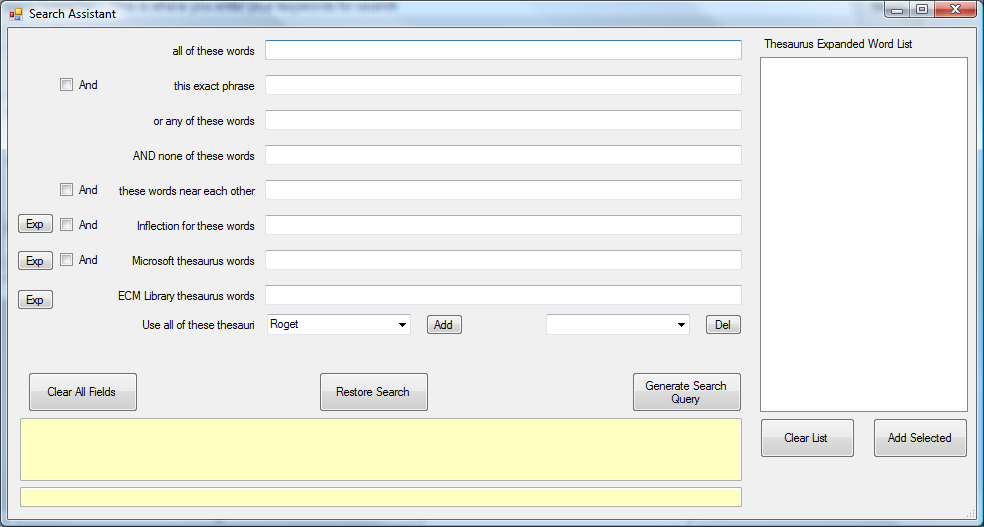 Search Assistant
all of these words
Thesaurus Expanded Word List
And this exact phrase
or any of these words
AND none of these words
And these words near each other
Exp And Inflection for these words
Exp And Microsoft thesaurus words
Exp ECM Library thesaurus words
Use all of these thesauri Roget Add Del
Clear All Fields
Restore Search
Generate Search
Query
Clear List
Add Selected